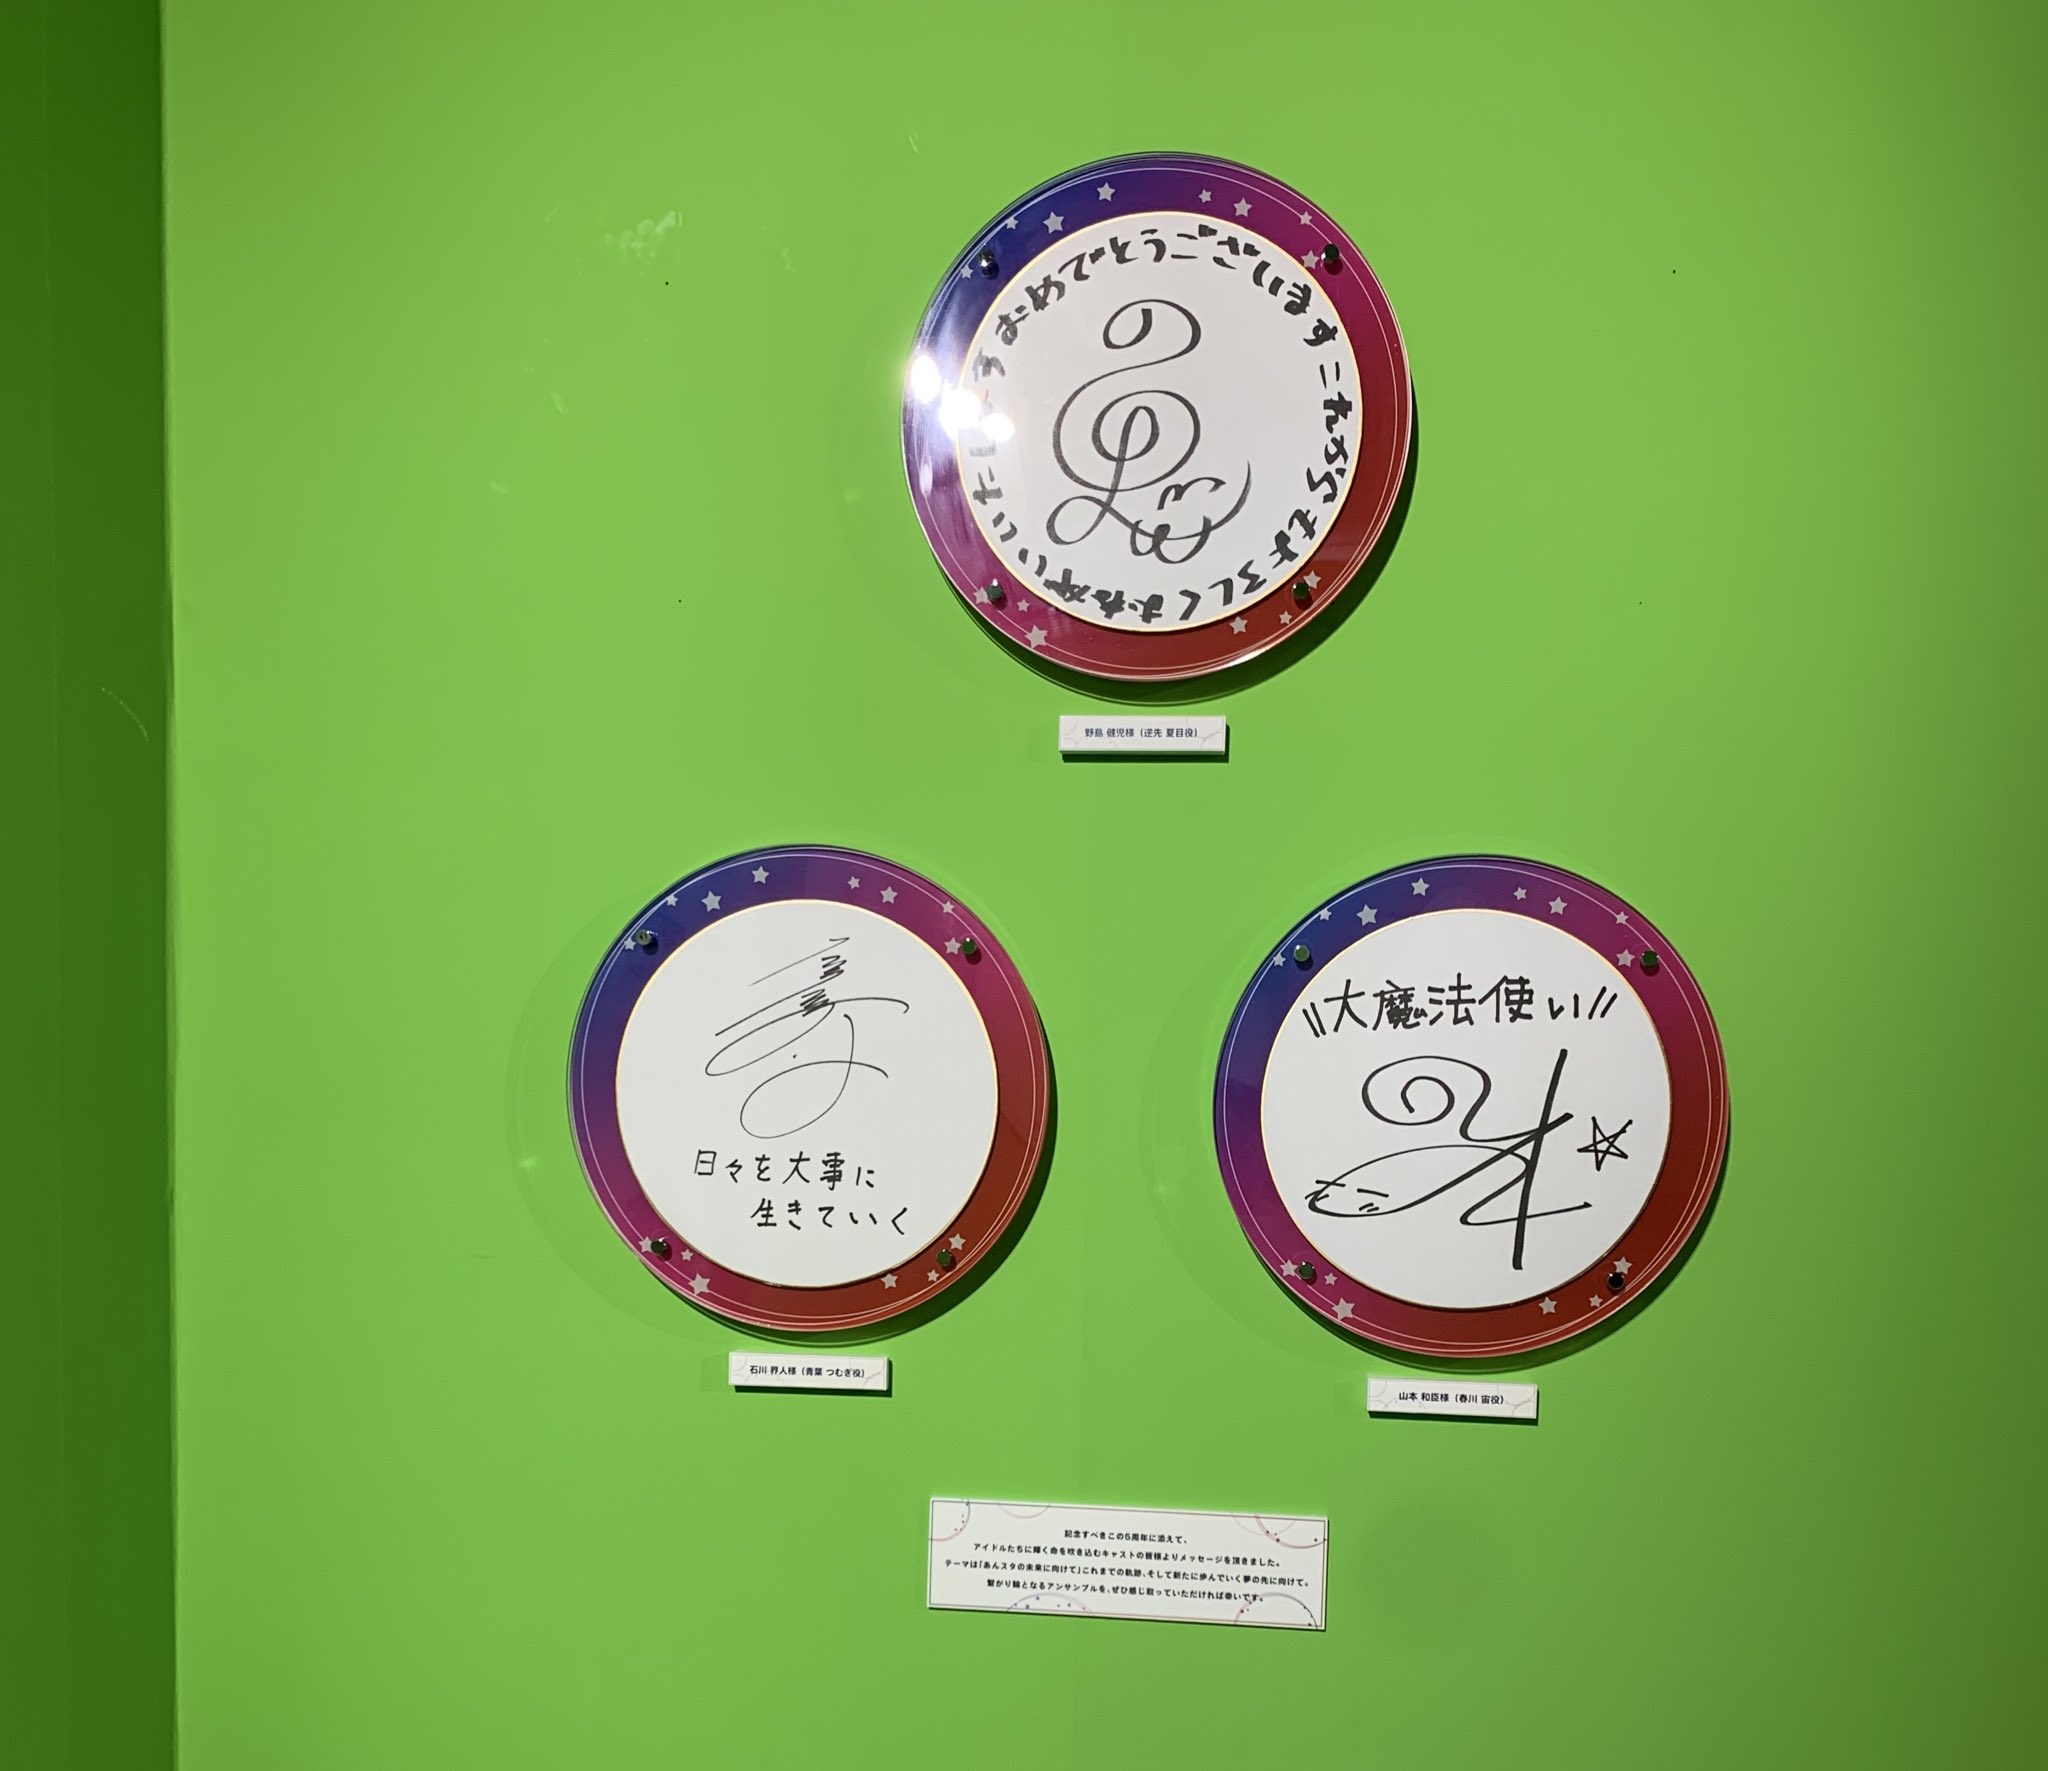 おめでとうございます これからもよろしくおねがいいたします
野島 健児様（逆先 夏目役）
日々を大事に
生きていく
石川 界人様（青葉 つむぎ役）
\\大魔法使い//
山本 和臣様（春川 宙役）
記念すべきこの5周年に添えて、
アイドルたちに輝く命を吹き込むキャストの皆様よりメッセージを頂きました。
テーマは「あんスタの未来に向けて」これまでの軌跡、そして新たに歩んでいく夢の先に向けて。
繋がり輪となるアンサンブルを、ぜひ感じ取っていただければ幸いです。